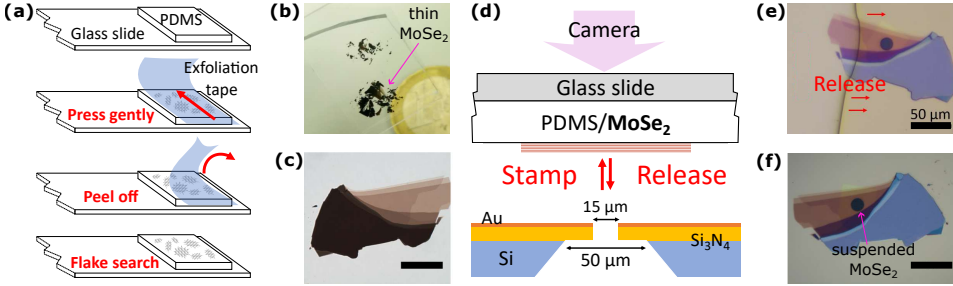 (a)
PDMS
Glass slide
Exfoliation
tape
Press gently
Peel off
Flake search
(b)
thin
MoSe₂
(c)
(d)
Camera
Glass slide
PDMS/MoSe₂
Stamp
Release
15 μm
Au
Si₃N₄
Si
50 μm
(e)
Release
50 μm
(f)
suspended
MoSe₂